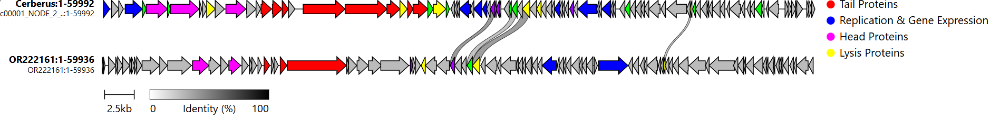 Cerberus:1-59992
c00001_NODE_2_...:1-59992
OR222161:1-59936
OR222161:1-59936
2.5kb
0 Identity (%) 100
Tail Proteins
Replication & Gene Expression
Head Proteins
Lysis Proteins